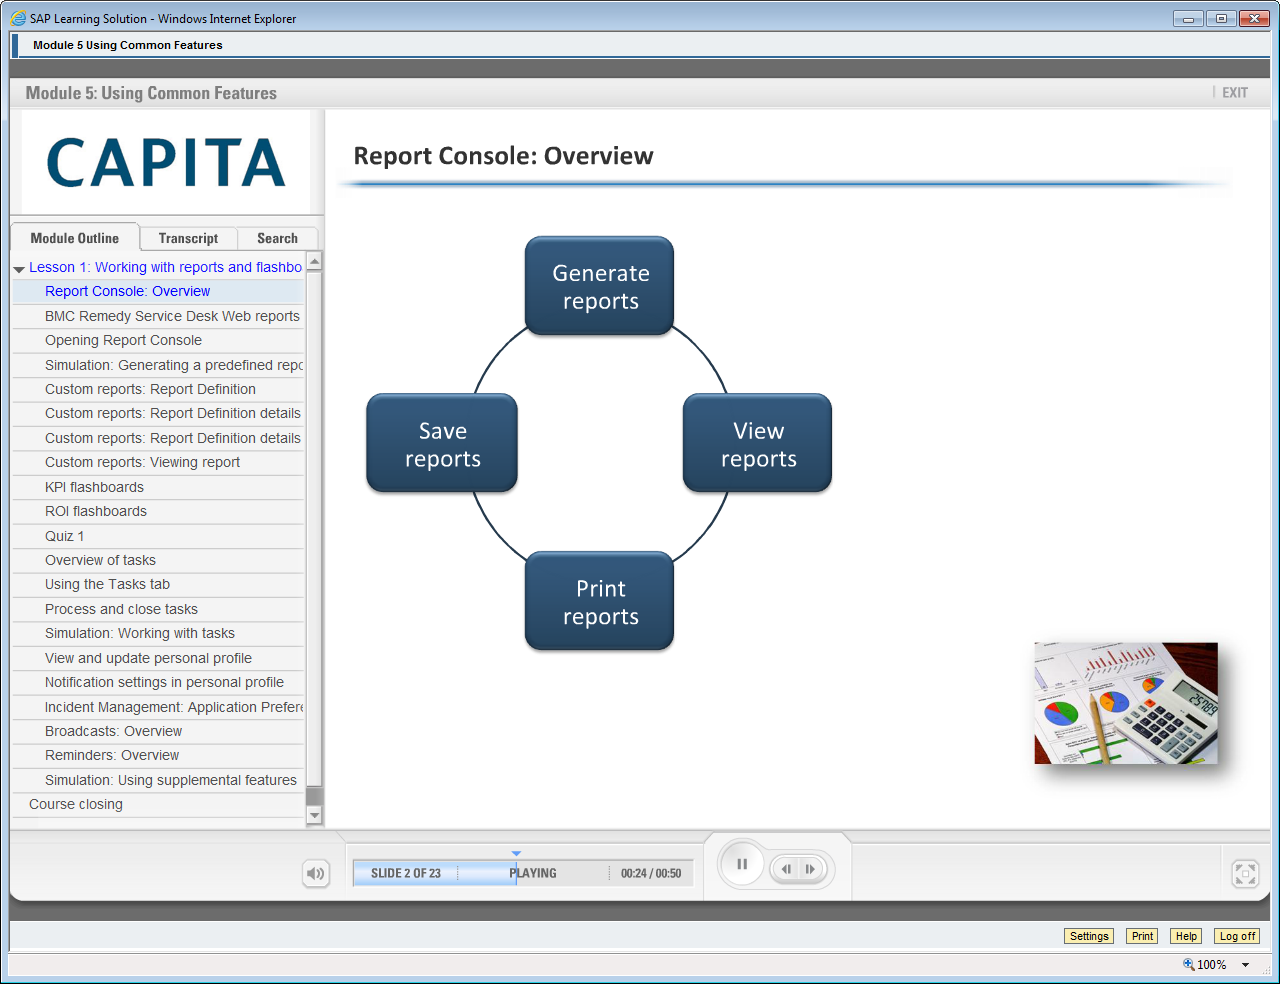 SAP Learning Solution - Windows Internet Explorer
Module 5 Using Common Features
Module 5: Using Common Features
EXIT
CAPITA
Module Outline
Transcript
Search
Lesson 1: Working with reports and flashbo
Report Console: Overview
BMC Remedy Service Desk Web reports
Opening Report Console
Simulation: Generating a predefined repo
Custom reports: Report Definition
Custom reports: Report Definition details
Custom reports: Report Definition details
Custom reports: Viewing report
KPI flashboards
ROI flashboards
Quiz 1
Overview of tasks
Using the Tasks tab
Process and close tasks
Simulation: Working with tasks
View and update personal profile
Notification settings in personal profile
Incident Management: Application Prefere
Broadcasts: Overview
Reminders: Overview
Simulation: Using supplemental features
Course closing
Report Console: Overview
Generate
reports
Save
reports
View
reports
Print
reports
25789
SLIDE 2 OF 23
PLAYING
00:24 / 00:50
Settings
Print
Help
Log off
100%